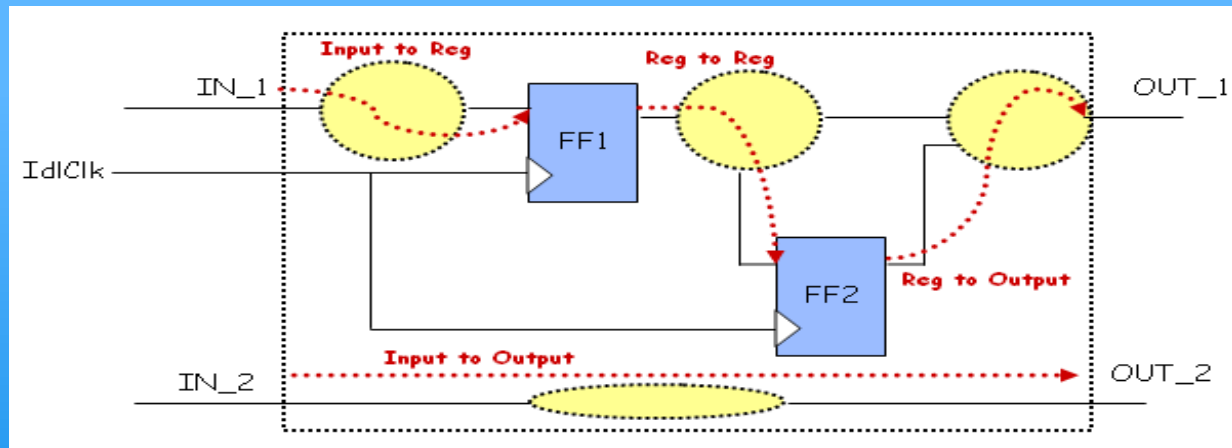 Input to Reg
Reg to Reg
IN_1
OUT_1
FF1
IdlClk
Reg to Output
FF2
Input to Output
IN_2
OUT_2